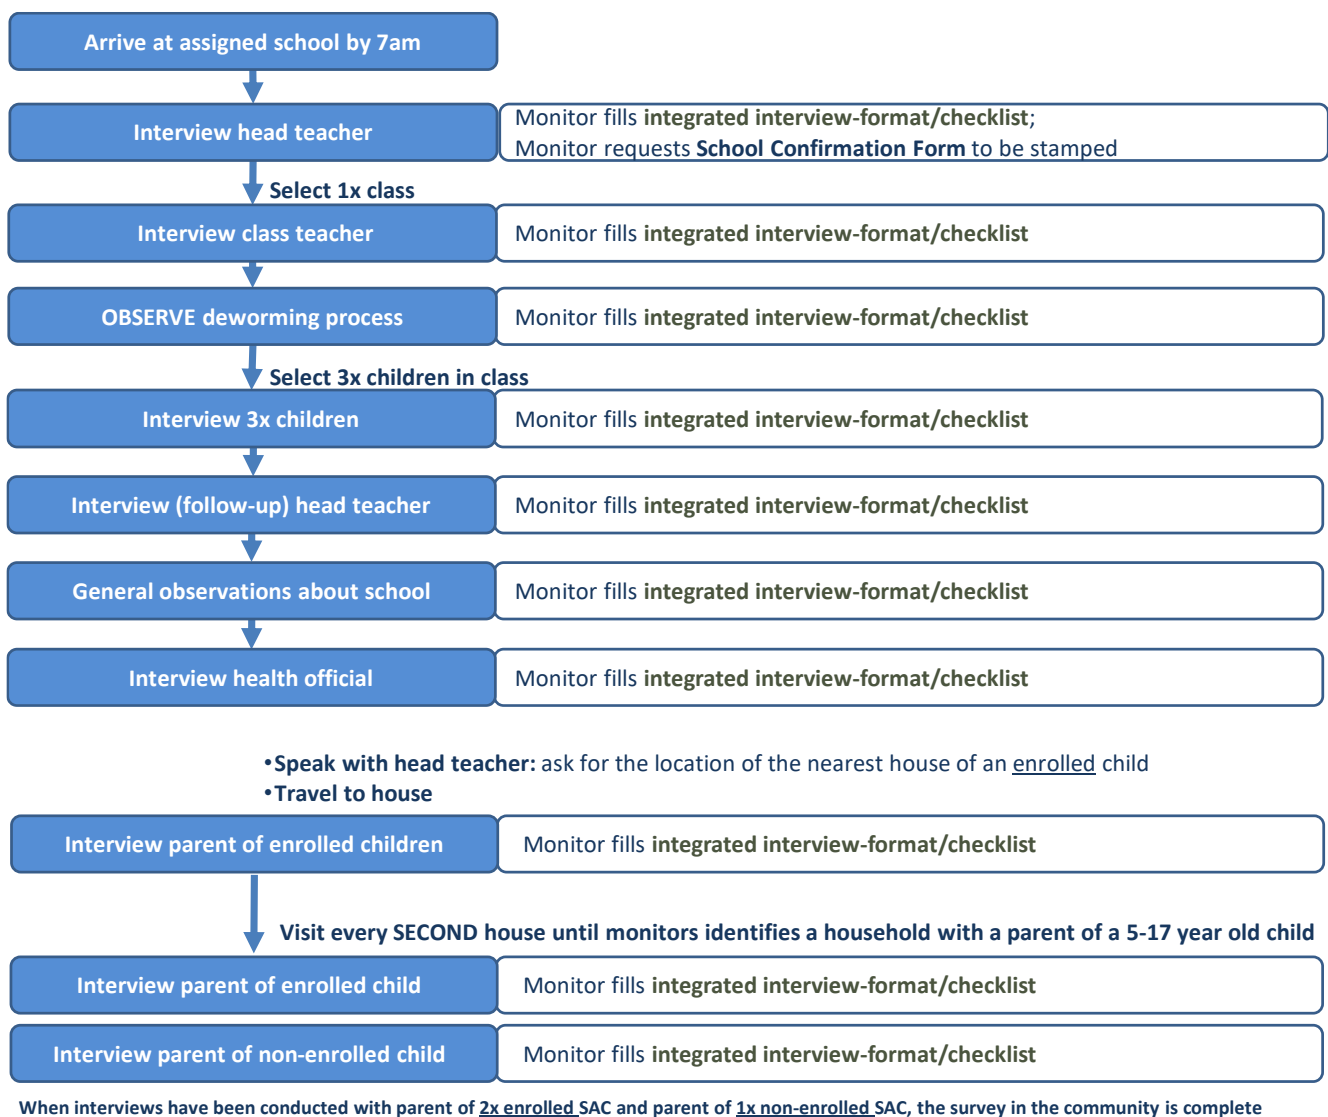 Arrive at assigned school by 7am
Interview head teacher
Monitor fills integrated interview-format/checklist;
Monitor requests School Confirmation Form to be stamped
Select 1x class
Interview class teacher
Monitor fills integrated interview-format/checklist
OBSERVE deworming process
Monitor fills integrated interview-format/checklist
Select 3x children in class
Interview 3x children
Monitor fills integrated interview-format/checklist
Interview (follow-up) head teacher
Monitor fills integrated interview-format/checklist
General observations about school
Monitor fills integrated interview-format/checklist
Interview health official
Monitor fills integrated interview-format/checklist
•Speak with head teacher: ask for the location of the nearest house of an enrolled child
•Travel to house
Interview parent of enrolled children
Monitor fills integrated interview-format/checklist
Visit every SECOND house until monitors identifies a household with a parent of a 5-17 year old child
Interview parent of enrolled child
Monitor fills integrated interview-format/checklist
Interview parent of non-enrolled child
Monitor fills integrated interview-format/checklist
When interviews have been conducted with parent of 2x enrolled SAC and parent of 1x non-enrolled SAC, the survey in the community is complete